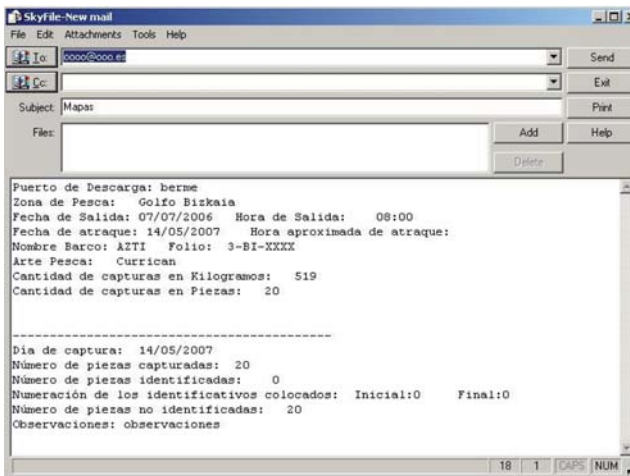 SkyFile-New mail
File Edit Attachments Tools Help
To: oooo@ooo.es Send
Cc: Exit
Subject: Mapas Print
Files: Add Help
Delete
Puerto de Descarga: berme
Zona de Pesca: Golfo Bizkaia
Fecha de Salida: 07/07/2006 Hora de Salida: 08:00
Fecha de atraque: 14/05/2007 Hora aproximada de atraque:
Nombre Barco: AZTI Folio: 3-BI-XXXX
Arte Pesca: Currican
Cantidad de capturas en Kilogramos: 519
Cantidad de capturas en Piezas: 20
-------------------------------------------
Dia de captura: 14/05/2007
Número de piezas capturadas: 20
Número de piezas identificadas: 0
Numeración de los identificativos colocados: Inicial:0 Final:0
Número de piezas no identificadas: 20
Observaciones: observaciones
18 1 CAPS NUM